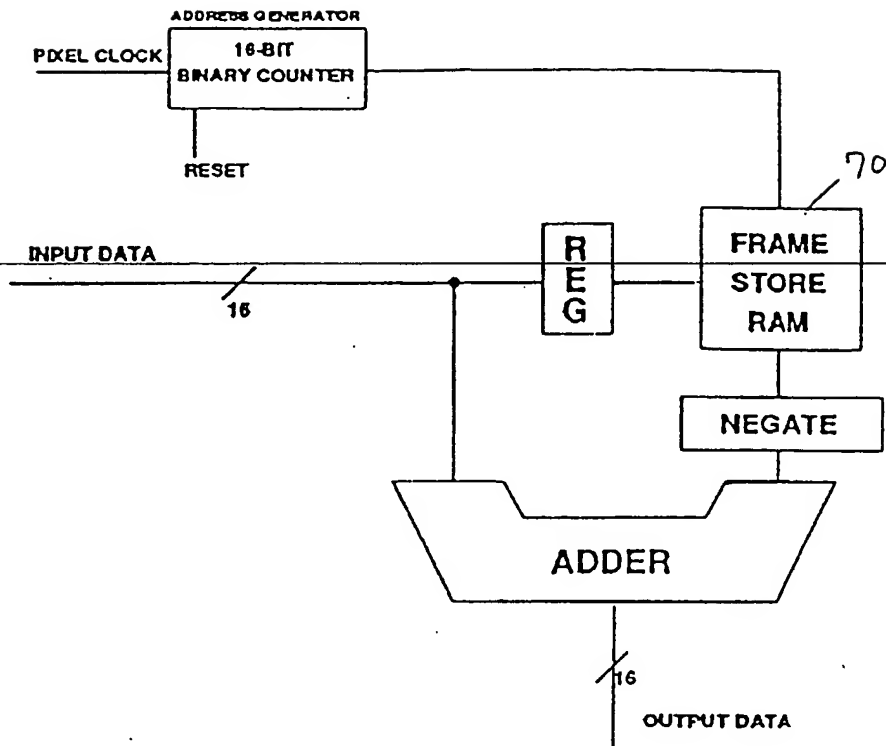 ADDRESS GENERATOR
PIXEL CLOCK
16-BIT
BINARY COUNTER
RESET
70
INPUT DATA
16
REG
FRAME
STORE
RAM
NEGATE
ADDER
16
OUTPUT DATA